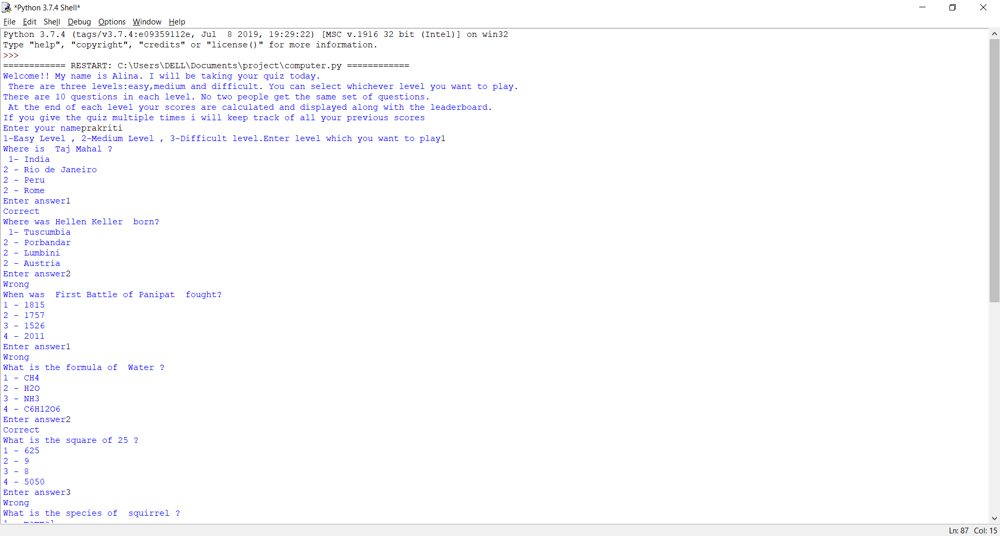 *Python 3.7.4 Shell*
File Edit Shell Debug Options Window Help
Python 3.7.4 (tags/v3.7.4:e09359112e, Jul  8 2019, 19:29:22) [MSC v.1916 32 bit (Intel)] on win32
Type "help", "copyright", "credits" or "license()" for more information.
>>>
============ RESTART: C:\Users\DELL\Documents\project\computer.py ============
Welcome!! My name is Alina. I will be taking your quiz today.
 There are three levels:easy,medium and difficult. You can select whichever level you want to play.
There are 10 questions in each level. No two people get the same set of questions.
 At the end of each level your scores are calculated and displayed along with the leaderboard.
If you give the quiz multiple times i will keep track of all your previous scores
Enter your nameprakriti
1-Easy Level , 2-Medium Level , 3-Difficult level.Enter level which you want to play1
Where is  Taj Mahal ?
 1- India
2 - Rio de Janeiro
2 - Peru
2 - Rome
Enter answer1
Correct
Where was Hellen Keller  born?
 1- Tuscumbia
2 - Porbandar
2 - Lumbini
2 - Austria
Enter answer2
Wrong
When was  First Battle of Panipat  fought?
1 - 1815
2 - 1757
3 - 1526
4 - 2011
Enter answer1
Wrong
What is the formula of  Water ?
1 - CH4
2 - H2O
3 - NH3
4 - C6H12O6
Enter answer2
Correct
What is the square of 25 ?
1 - 625
2 - 9
3 - 8
4 - 5050
Enter answer3
Wrong
What is the species of  squirrel ?
1 - mammal
Ln: 87 Col: 15